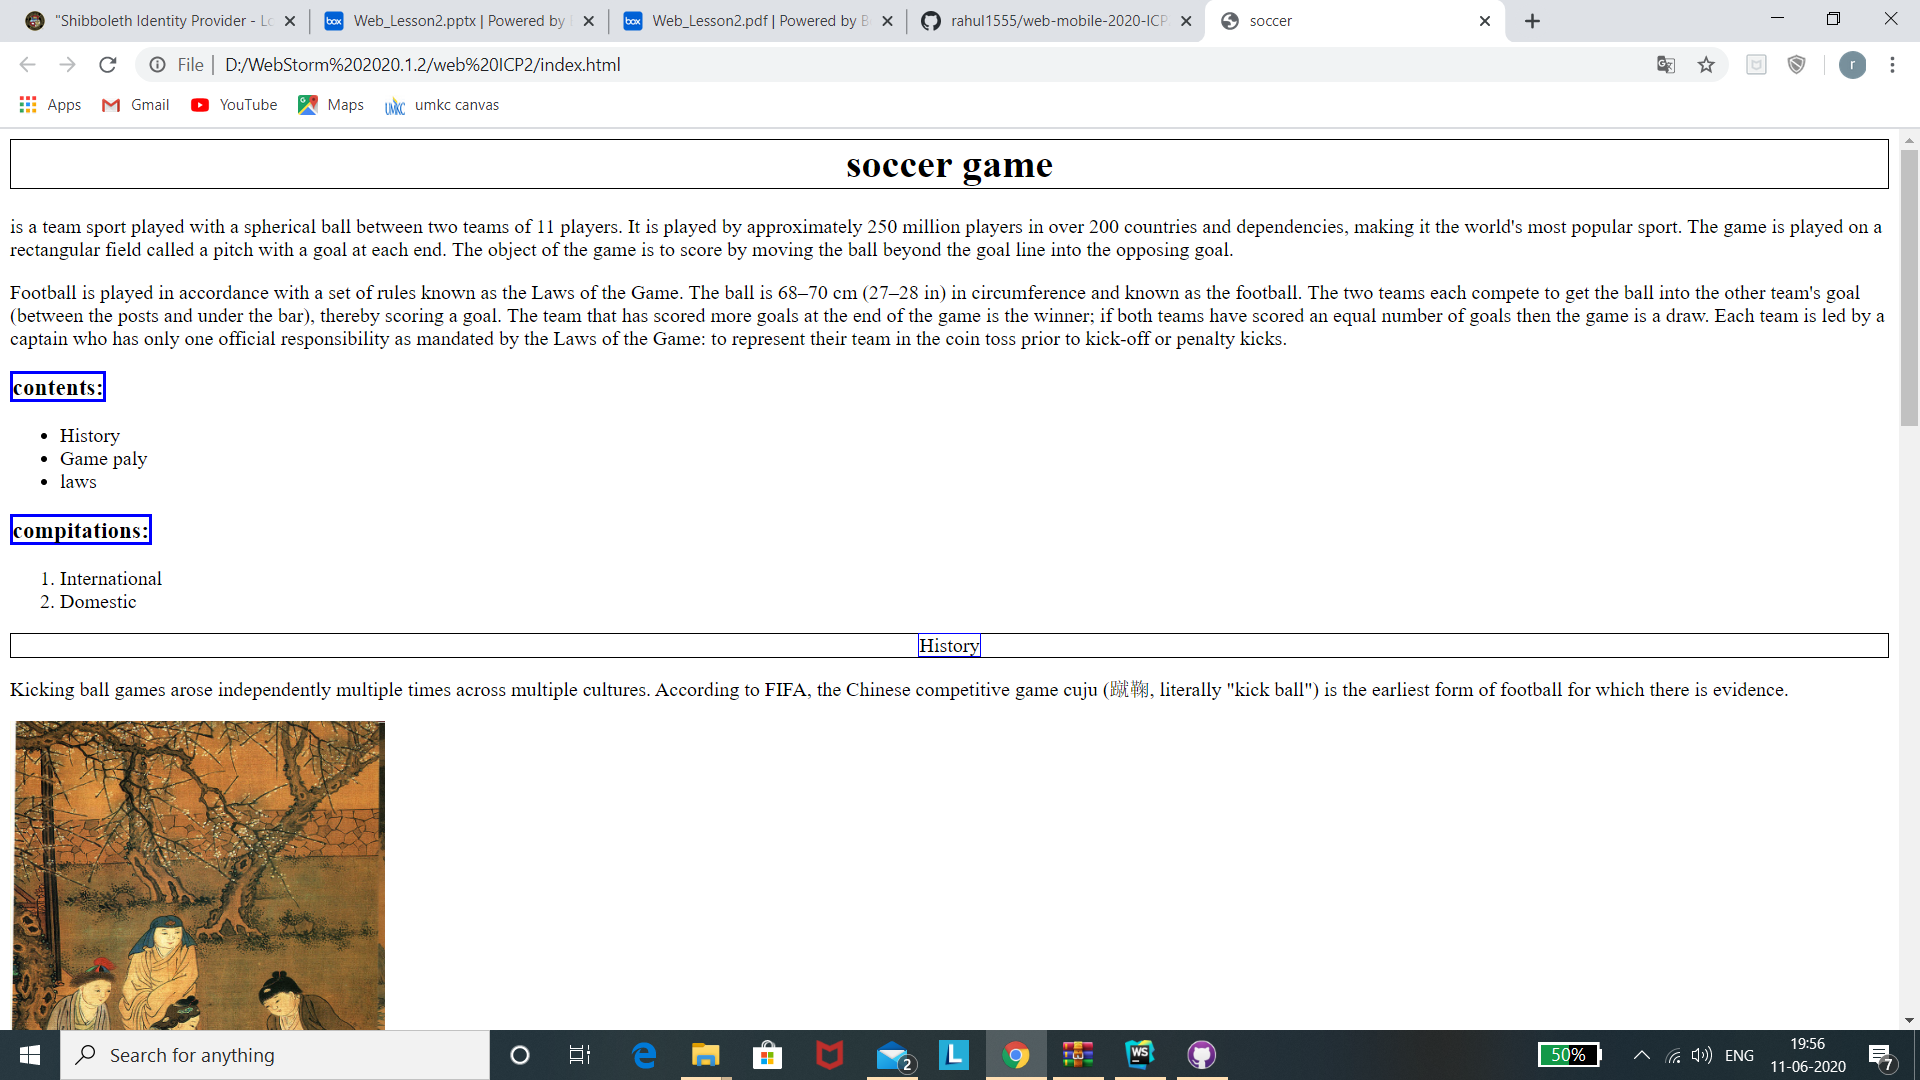 "Shibboleth Identity Provider - Lo
Web_Lesson2.pptx | Powered by
Web_Lesson2.pdf | Powered by B
rahul1555/web-mobile-2020-ICP
soccer
File | D:/WebStorm%202020.1.2/web%20ICP2/index.html
r
Apps Gmail YouTube Maps umkc canvas
soccer game
is a team sport played with a spherical ball between two teams of 11 players. It is played by approximately 250 million players in over 200 countries and dependencies, making it the world's most popular sport. The game is played on a
rectangular field called a pitch with a goal at each end. The object of the game is to score by moving the ball beyond the goal line into the opposing goal.
Football is played in accordance with a set of rules known as the Laws of the Game. The ball is 68–70 cm (27–28 in) in circumference and known as the football. The two teams each compete to get the ball into the other team's goal
(between the posts and under the bar), thereby scoring a goal. The team that has scored more goals at the end of the game is the winner; if both teams have scored an equal number of goals then the game is a draw. Each team is led by a
captain who has only one official responsibility as mandated by the Laws of the Game: to represent their team in the coin toss prior to kick-off or penalty kicks.
contents:
• History
• Game paly
• laws
compitations:
1. International
2. Domestic
History
Kicking ball games arose independently multiple times across multiple cultures. According to FIFA, the Chinese competitive game cuju (蹴鞠, literally "kick ball") is the earliest form of football for which there is evidence.
Search for anything
2
L
WS
50%
ENG
19:56
11-06-2020
7